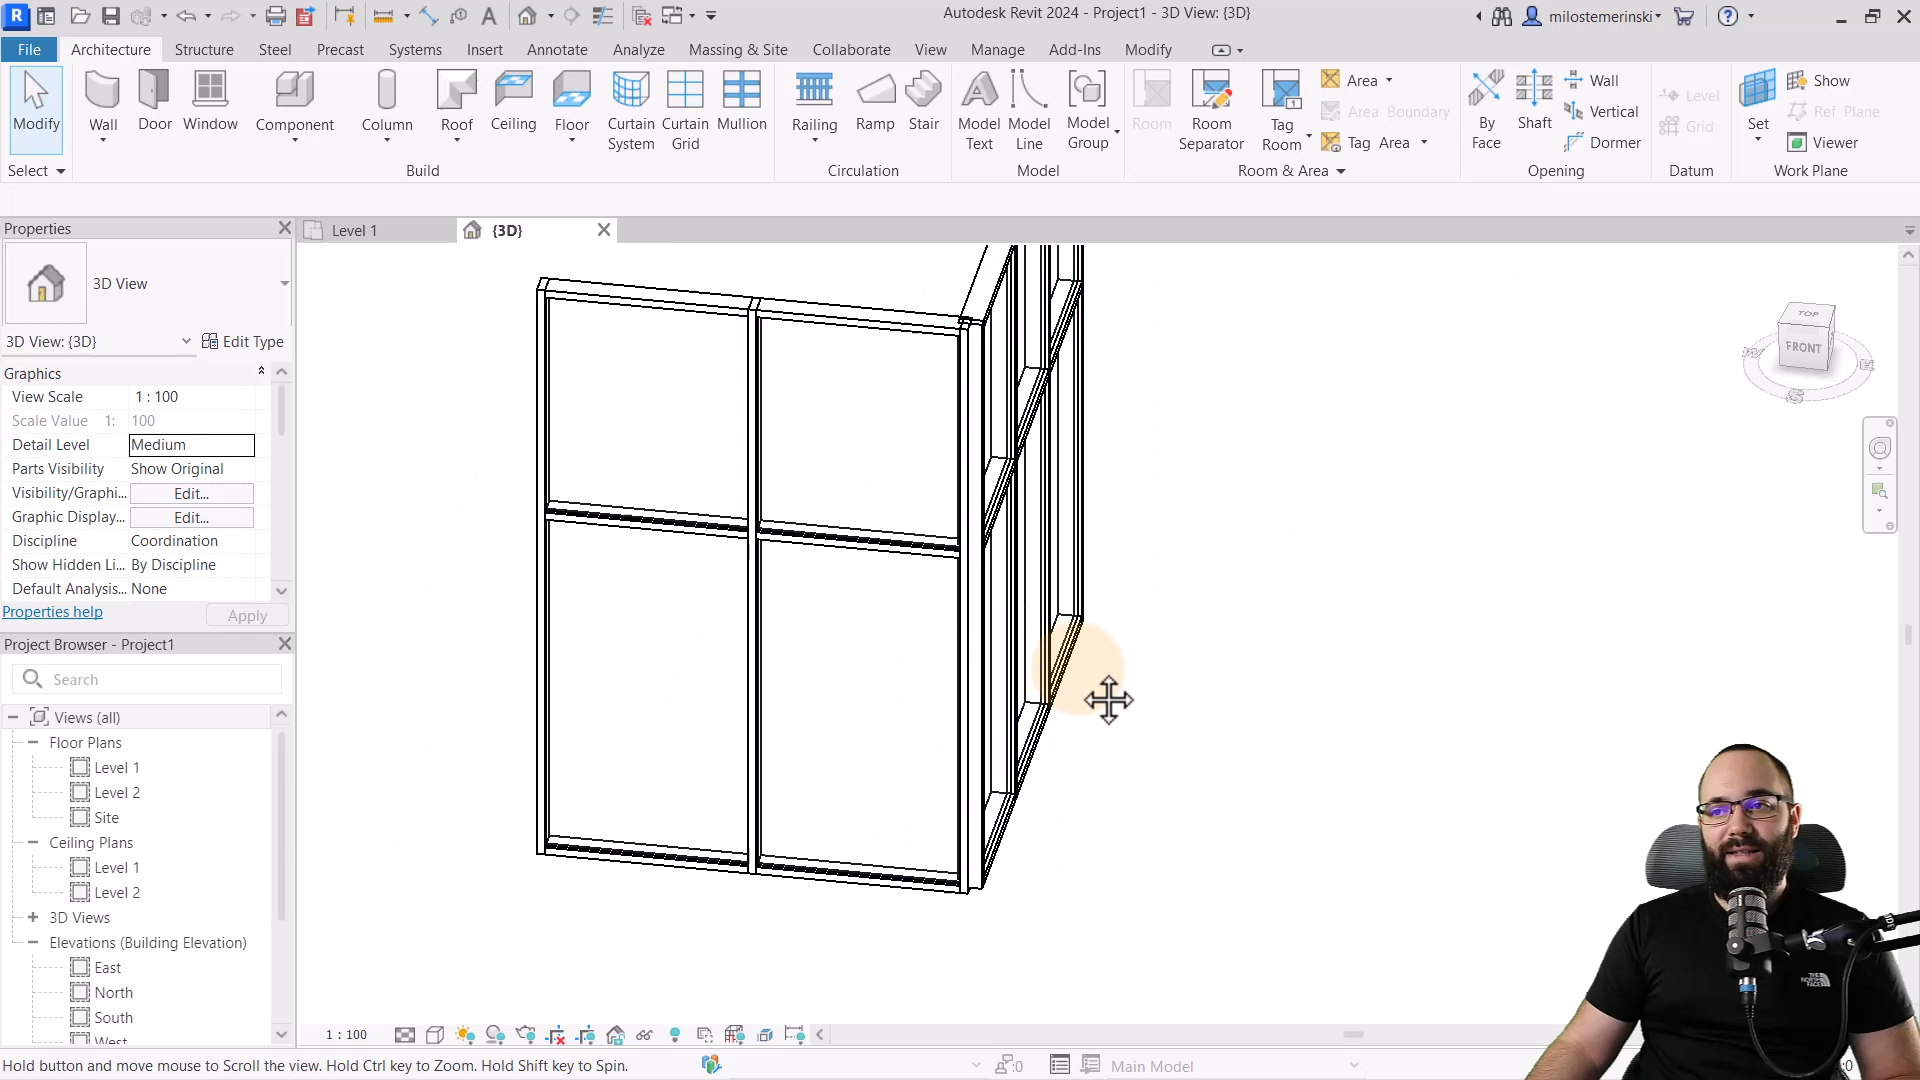 Autodesk Revit 2024 - Project1 - 3D View: {3D}
milostemerinski
File Architecture Structure Steel Precast Systems Insert Annotate Analyze Massing & Site Collaborate View Manage Add-Ins Modify
Modify
Wall
Door
Window
Component
Column
Roof
Ceiling
Floor
Curtain System
Curtain Grid
Mullion
Railing
Ramp
Stair
Model Text
Model Line
Model Group
Room
Room Separator
Tag Room
Area
Area Boundary
Tag Area
By Face
Shaft
Wall
Vertical
Dormer
Level
Grid
Set
Show
Ref Plane
Viewer
Select
Build
Circulation
Model
Room & Area
Opening
Datum
Work Plane
Properties
Level 1
{3D}
3D View
3D View: {3D}
Edit Type
Graphics
View Scale 1 : 100
Scale Value 1: 100
Detail Level Medium
Parts Visibility Show Original
Visibility/Graphi... Edit...
Graphic Display... Edit...
Discipline Coordination
Show Hidden Li... By Discipline
Default Analysis... None
Properties help Apply
Project Browser - Project1
Search
Views (all)
Floor Plans
Level 1
Level 2
Site
Ceiling Plans
Level 1
Level 2
3D Views
Elevations (Building Elevation)
East
North
South
West
TOP
FRONT
W
E
S
THE NORTH FACE
1 : 100
Hold button and move mouse to Scroll the view. Hold Ctrl key to Zoom. Hold Shift key to Spin.
:0
Main Model
:0